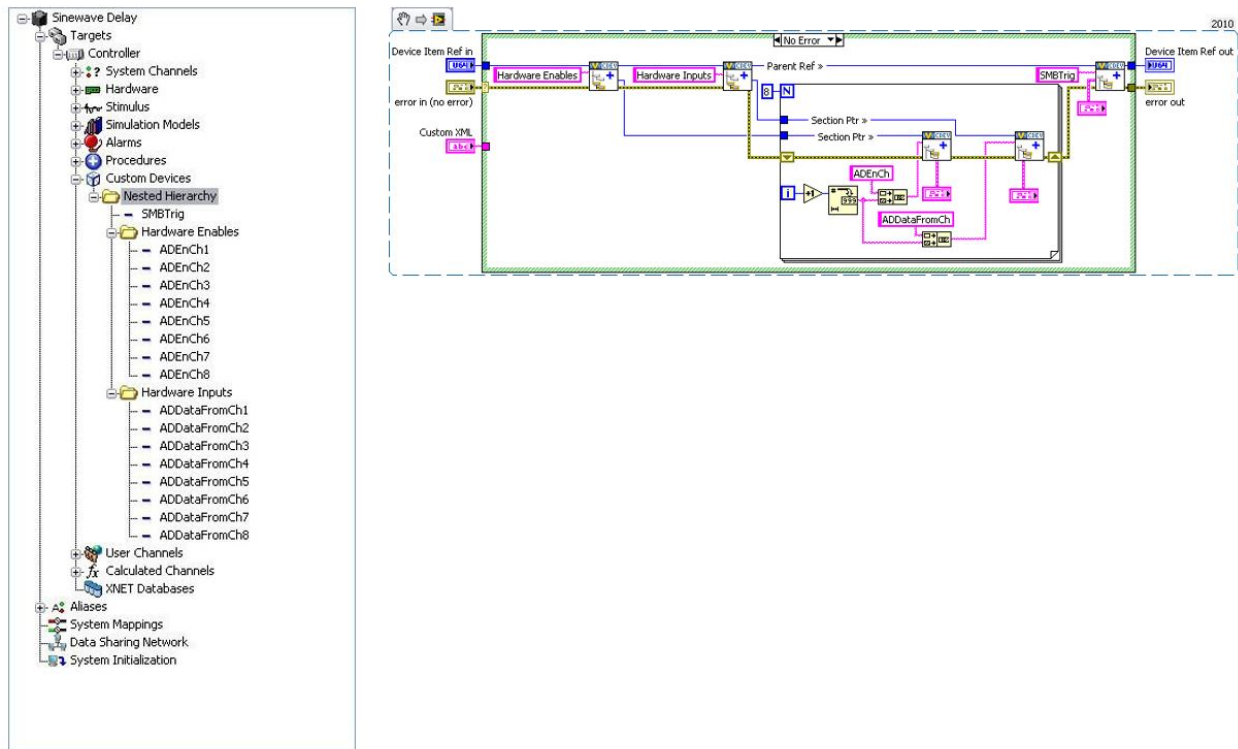 Sinewave Delay
Targets
Controller
System Channels
Hardware
Stimulus
Simulation Models
Alarms
Procedures
Custom Devices
Nested Hierarchy
SMBTrig
Hardware Enables
ADEnCh1
ADEnCh2
ADEnCh3
ADEnCh4
ADEnCh5
ADEnCh6
ADEnCh7
ADEnCh8
Hardware Inputs
ADDataFromCh1
ADDataFromCh2
ADDataFromCh3
ADDataFromCh4
ADDataFromCh5
ADDataFromCh6
ADDataFromCh7
ADDataFromCh8
User Channels
Calculated Channels
XNET Databases
Aliases
System Mappings
Data Sharing Network
System Initialization
2010
No Error
Device Item Ref in
U64
error in (no error)
Custom XML
abc
Hardware Enables
Hardware Inputs
Parent Ref »
SMBTrig
Device Item Ref out
U64
error out
8 N
Section Ptr »
Section Ptr »
ADEnCh
i
+1
ADDataFromCh